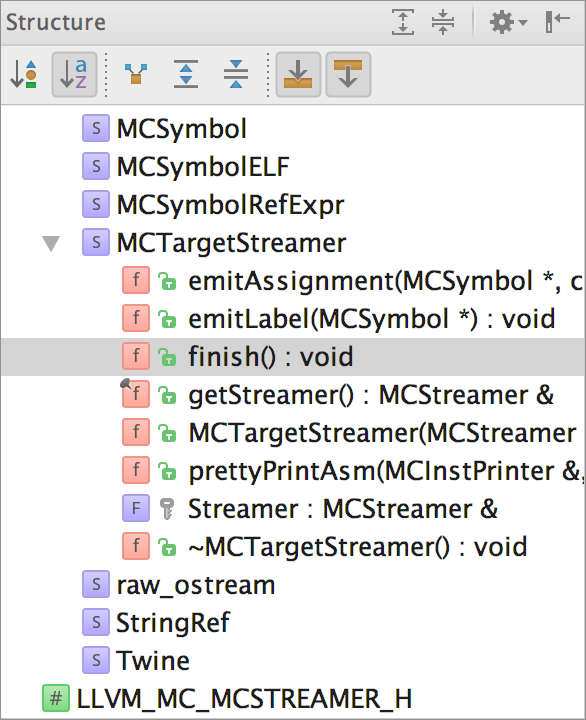 Structure
a
z
S MCSymbol
S MCSymbolELF
S MCSymbolRefExpr
S MCTargetStreamer
f emitAssignment(MCSymbol *, c
f emitLabel(MCSymbol *) : void
f finish() : void
f getStreamer() : MCStreamer &
f MCTargetStreamer(MCStreamer
f prettyPrintAsm(MCInstPrinter &,
F Streamer : MCStreamer &
f ~MCTargetStreamer() : void
S raw_ostream
S StringRef
S Twine
# LLVM_MC_MCSTREAMER_H